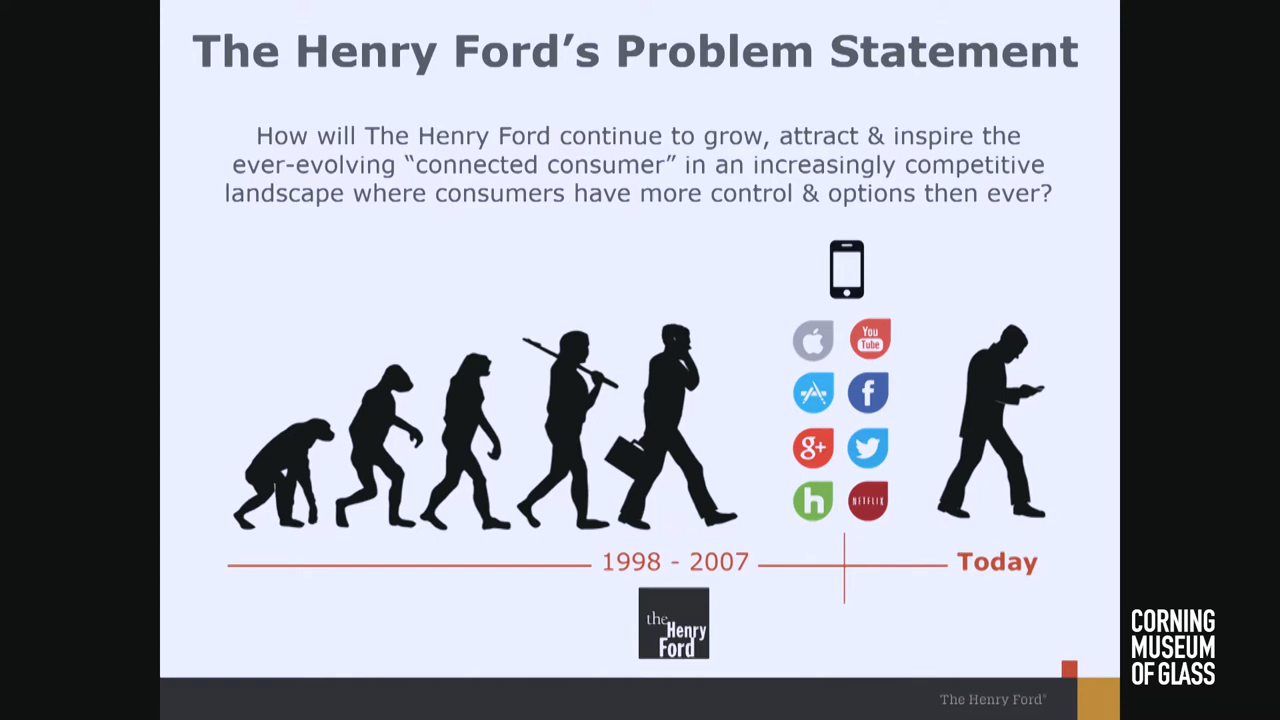 The Henry Ford’s Problem Statement
How will The Henry Ford continue to grow, attract & inspire the
ever-evolving “connected consumer” in an increasingly competitive
landscape where consumers have more control & options then ever?
You
Tube
f
g+
h
NETFLIX
1998 - 2007
Today
the
Henry
Ford
The Henry Ford®
CORNING
MUSEUM
OF GLASS